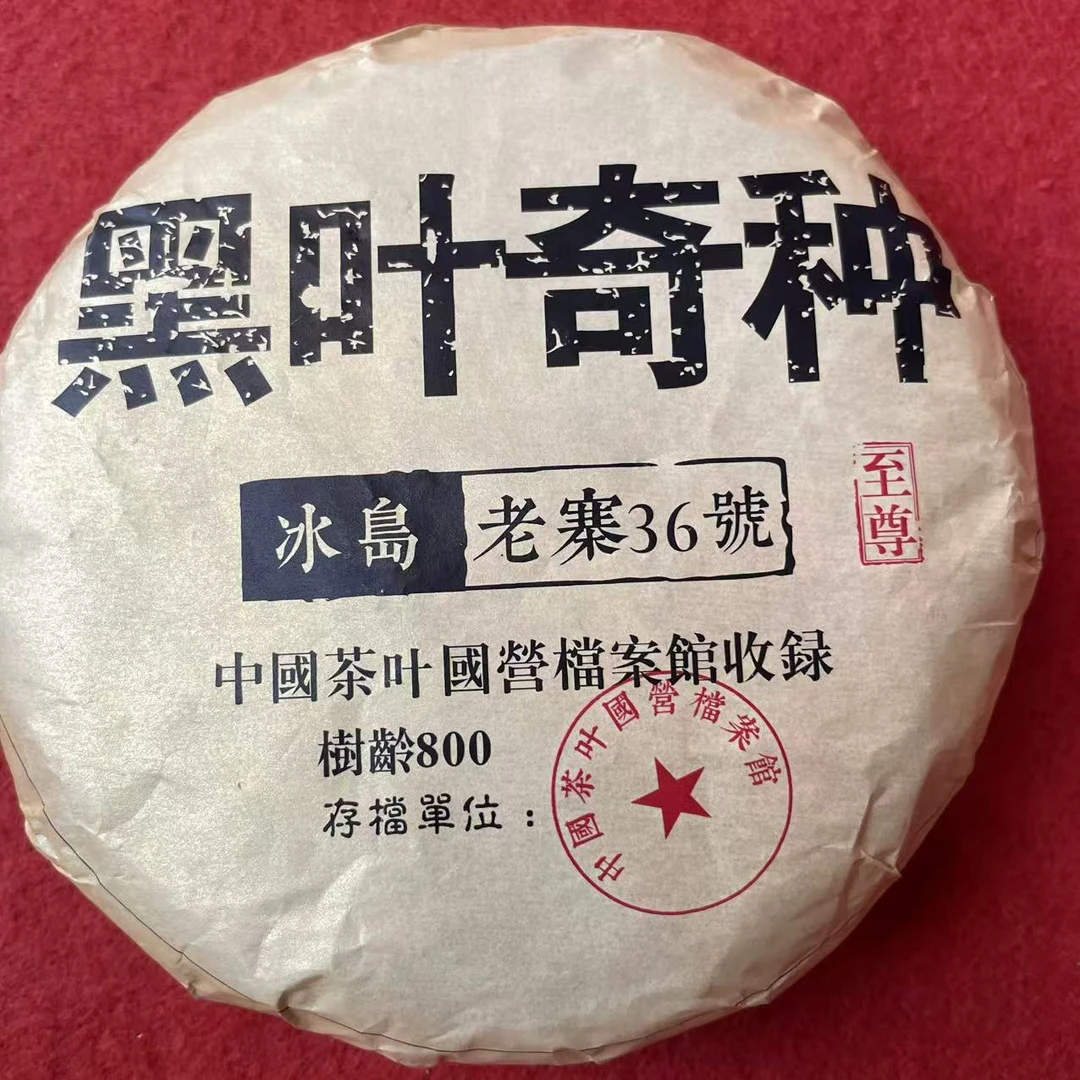 黑叶奇种
冰島 老寨36號
至尊
中國茶叶國營檔案館收録
樹齡800
存檔單位：
中國茶叶國營檔案館